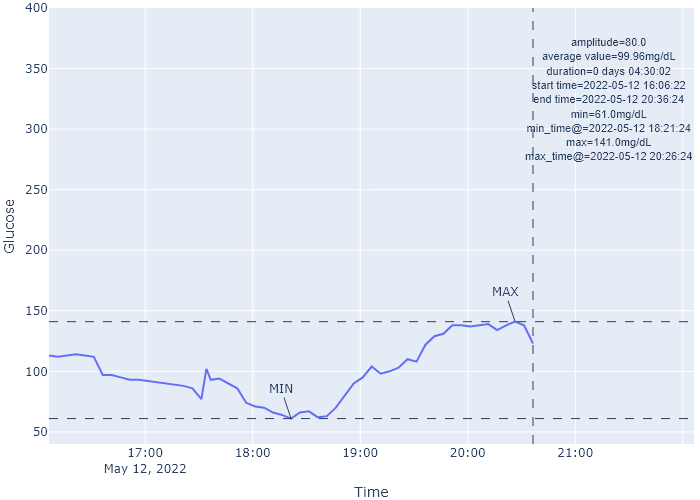 400
350
300
250
200
150
100
50
Glucose
amplitude=80.0
average value=99.96mg/dL
duration=0 days 04:30:02
start time=2022-05-12 16:06:22
end time=2022-05-12 20:36:24
min=61.0mg/dL
min_time@=2022-05-12 18:21:24
max=141.0mg/dL
max_time@=2022-05-12 20:26:24
MAX
MIN
17:00 18:00 19:00 20:00 21:00
May 12, 2022
Time